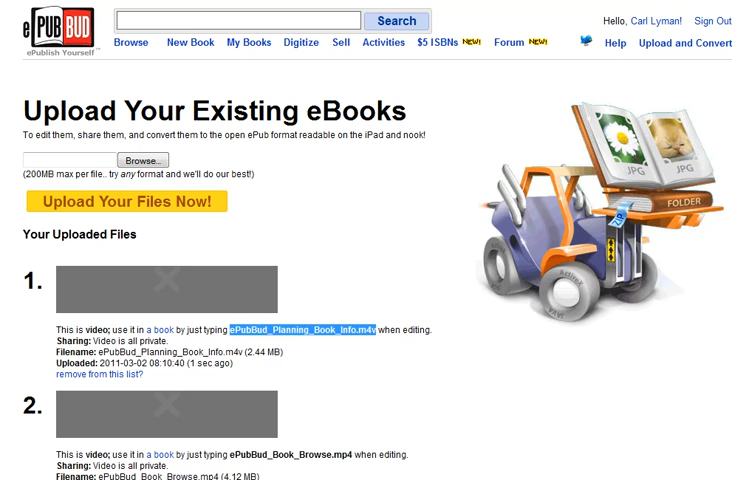 ePUBBUD
ePublish Yourself™
Search
Hello, Carl Lyman! Sign Out
Browse New Book My Books Digitize Sell Activities $5 ISBNs NEW! Forum NEW! Help Upload and Convert
Upload Your Existing eBooks
To edit them, share them, and convert them to the open ePub format readable on the iPad and nook!
Browse...
(200MB max per file.. try any format and we'll do our best!)
Upload Your Files Now!
JPG
JPG
FOLDER
ZIP
ActiveX
JAVA
Your Uploaded Files
1.
This is video; use it in a book by just typing ePubBud_Planning_Book_Info.m4v when editing.
Sharing: Video is all private.
Filename: ePubBud_Planning_Book_Info.m4v (2.44 MB)
Uploaded: 2011-03-02 08:10:40 (1 sec ago)
remove from this list?
2.
This is video; use it in a book by just typing ePubBud_Book_Browse.mp4 when editing.
Sharing: Video is all private.
Filename: ePubBud_Book_Browse.mp4 (4.12 MB)